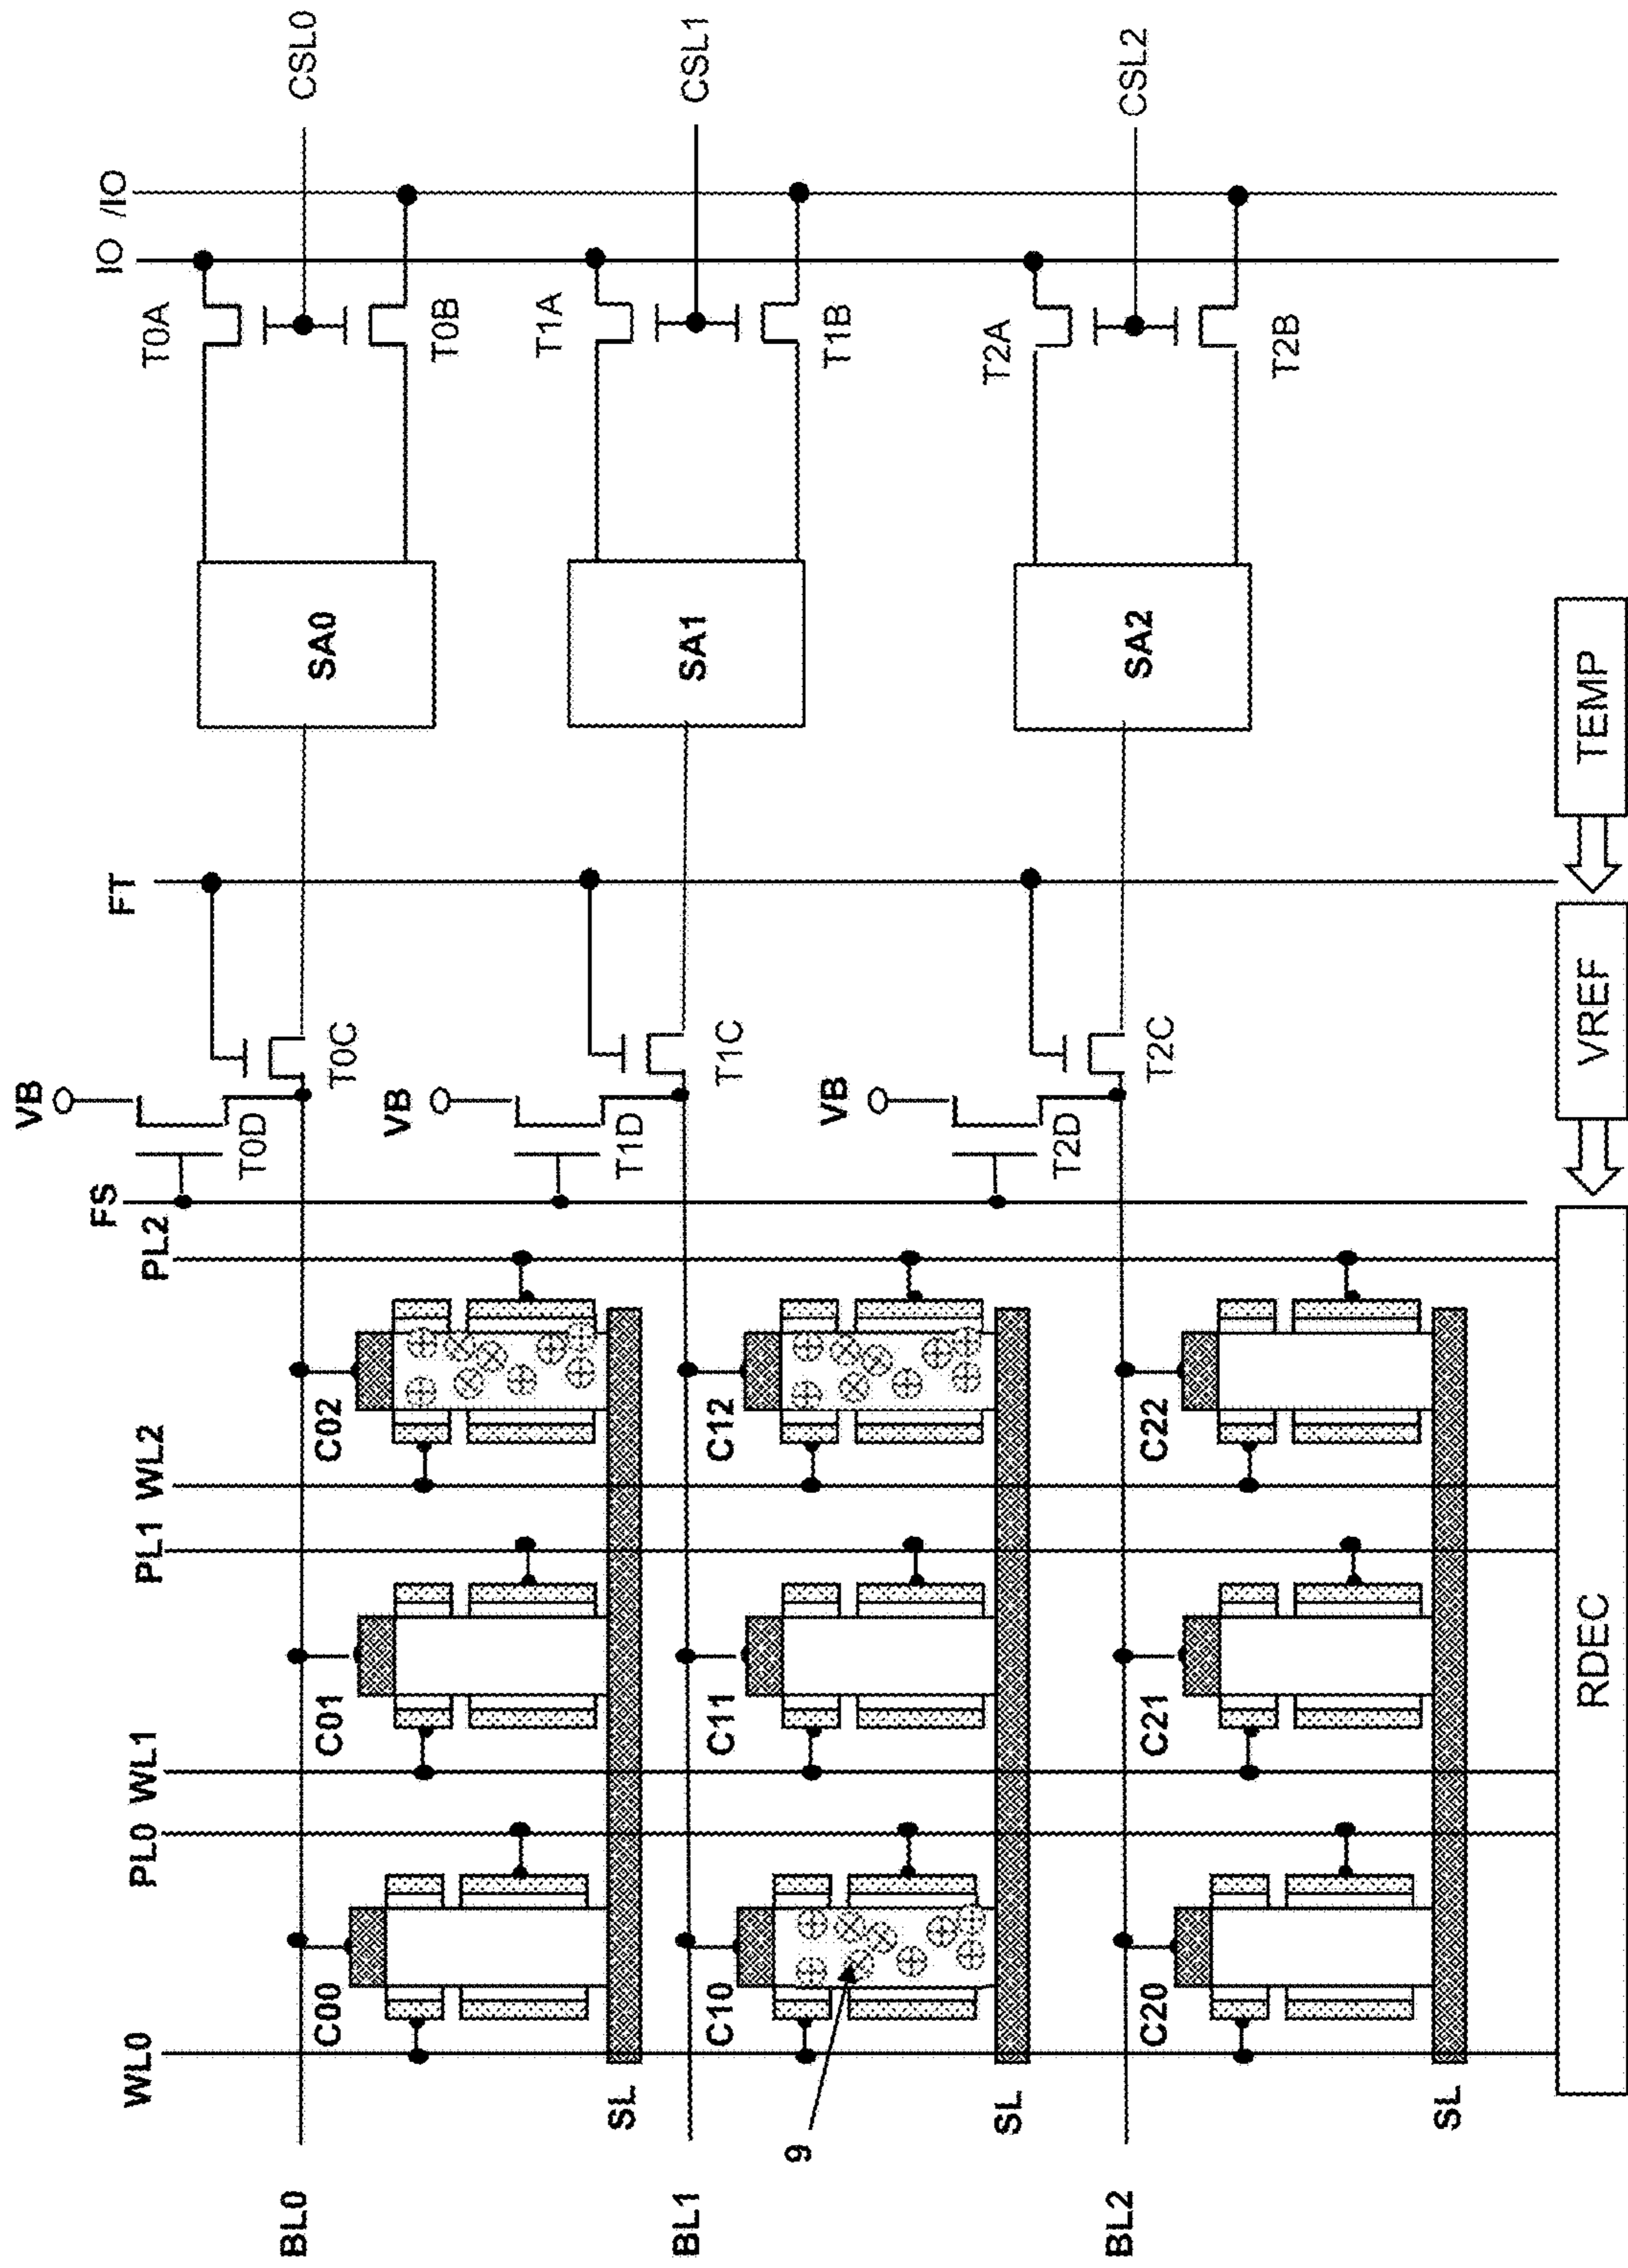 WL0 PL0 WL1 PL1 WL2 PL2 FS FT IO /IO
VB
T0D
T0C
SA0
T0A
T0B
CSL0
BL0
C00
C01
C02
SL
VB
T1D
T1C
SA1
T1A
T1B
CSL1
BL1
C10
C11
C12
9
SL
VB
T2D
T2C
SA2
T2A
T2B
CSL2
BL2
C20
C21
C22
SL
RDEC
VREF
TEMP